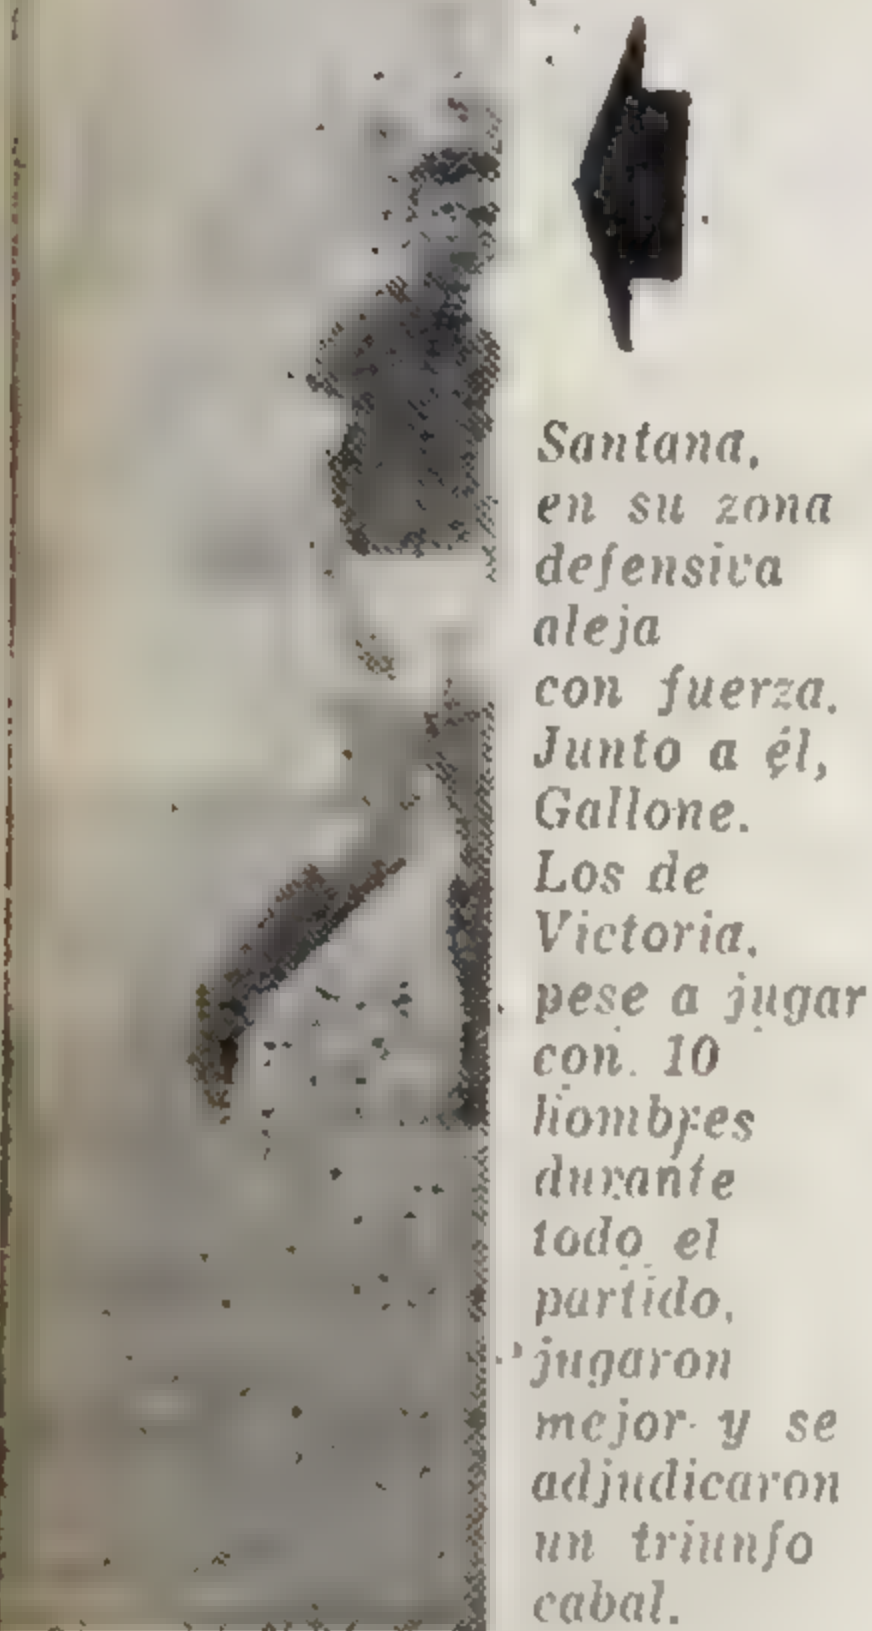 Santana,
en su zona
defensiva
aleja
con fuerza.
Junto a él,
Gallone.
Los de
Victoria,
pese a jugar
con 10
hombres
durante
todo el
partido,
jugaron
mejor y se
adjudicaron
un triunfo
cabal.